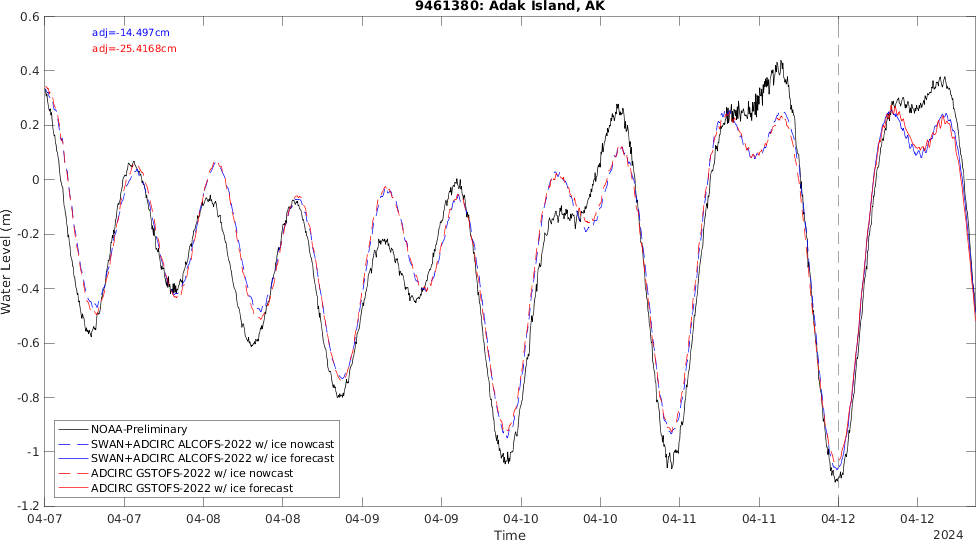 9461380: Adak Island, AK
adj=-14.497cm
adj=-25.4168cm
0.6
0.4
0.2
0
-0.2
-0.4
-0.6
-0.8
-1
-1.2
Water Level (m)
NOAA-Preliminary
SWAN+ADCIRC ALCOFS-2022 w/ ice nowcast
SWAN+ADCIRC ALCOFS-2022 w/ ice forecast
ADCIRC GSTOFS-2022 w/ ice nowcast
ADCIRC GSTOFS-2022 w/ ice forecast
04-07 04-07 04-08 04-08 04-09 04-09 04-10 04-10 04-11 04-11 04-12 04-12
Time
2024